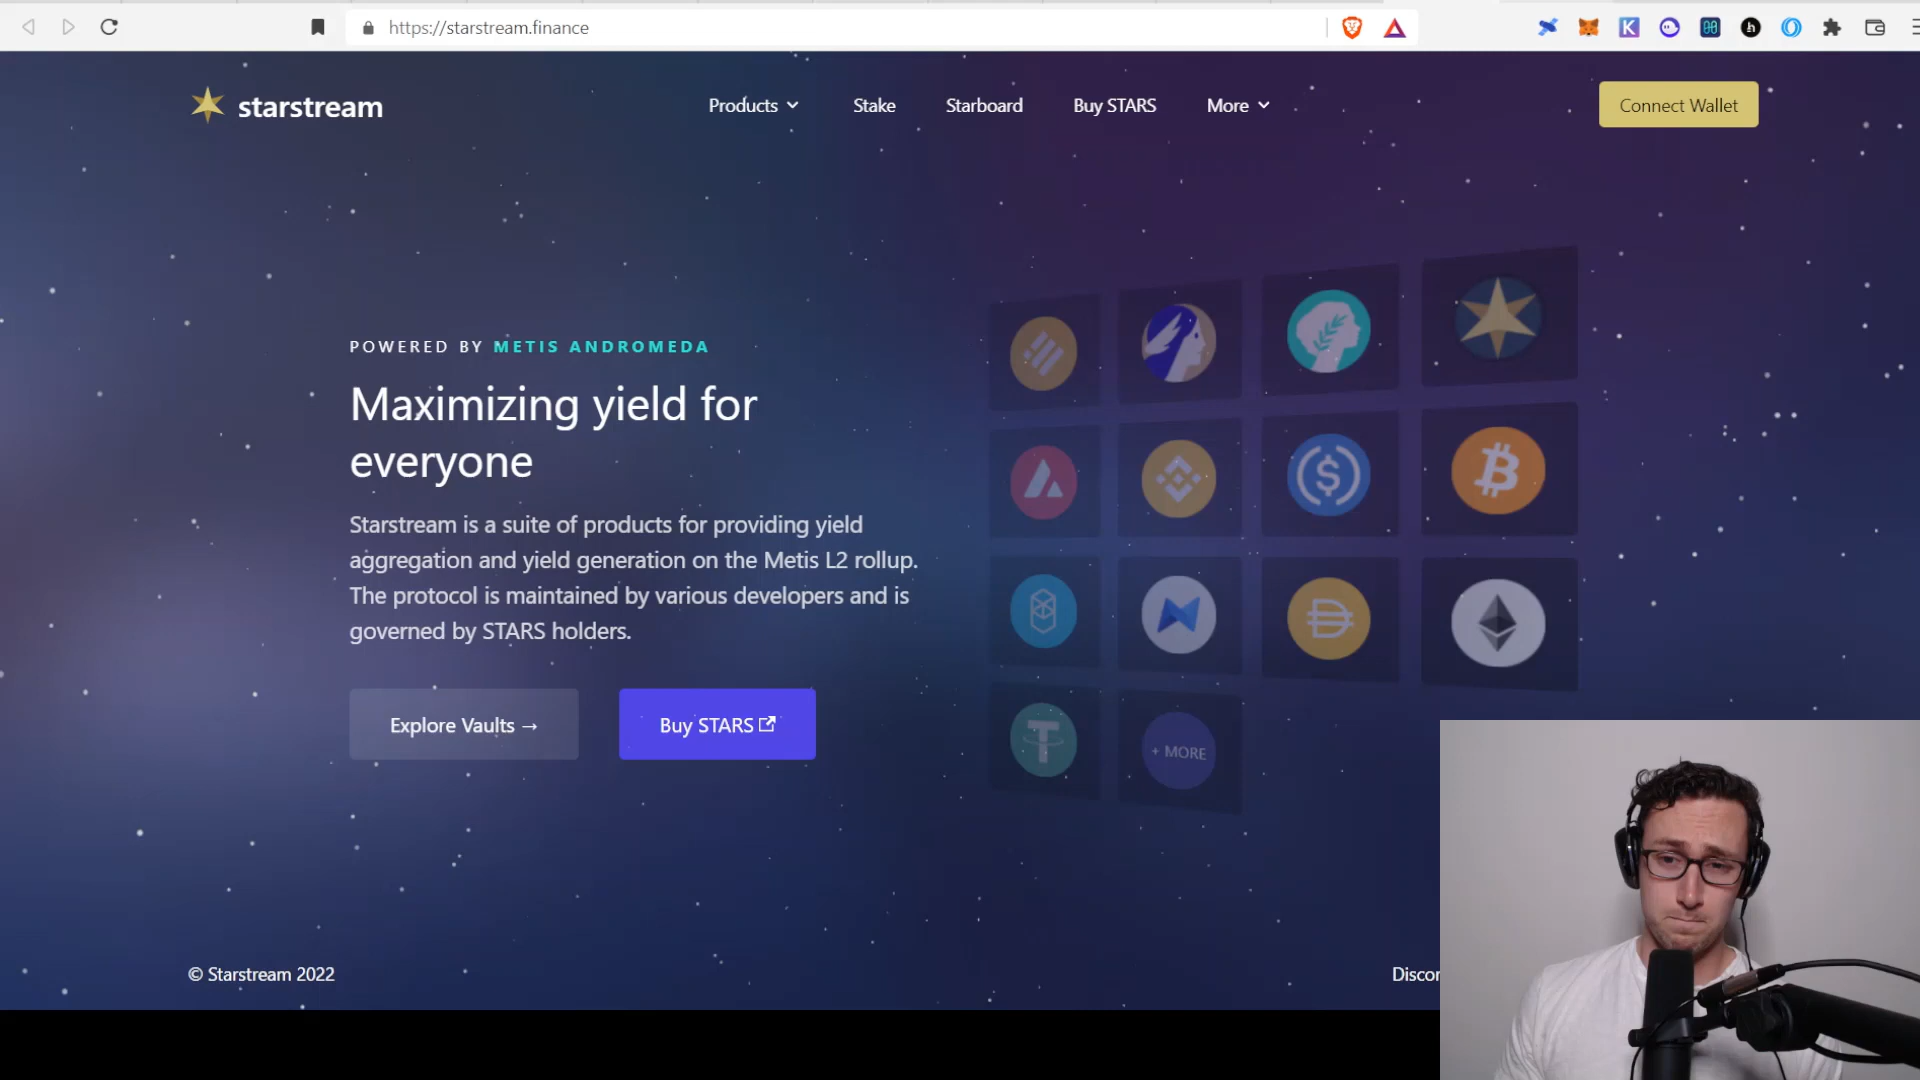 https://starstream.finance
starstream
Products
Stake
Starboard
Buy STARS
More
Connect Wallet
POWERED BY METIS ANDROMEDA
Maximizing yield for
everyone
Starstream is a suite of products for providing yield
aggregation and yield generation on the Metis L2 rollup.
The protocol is maintained by various developers and is
governed by STARS holders.
Explore Vaults →
Buy STARS
+ MORE
© Starstream 2022
Discor